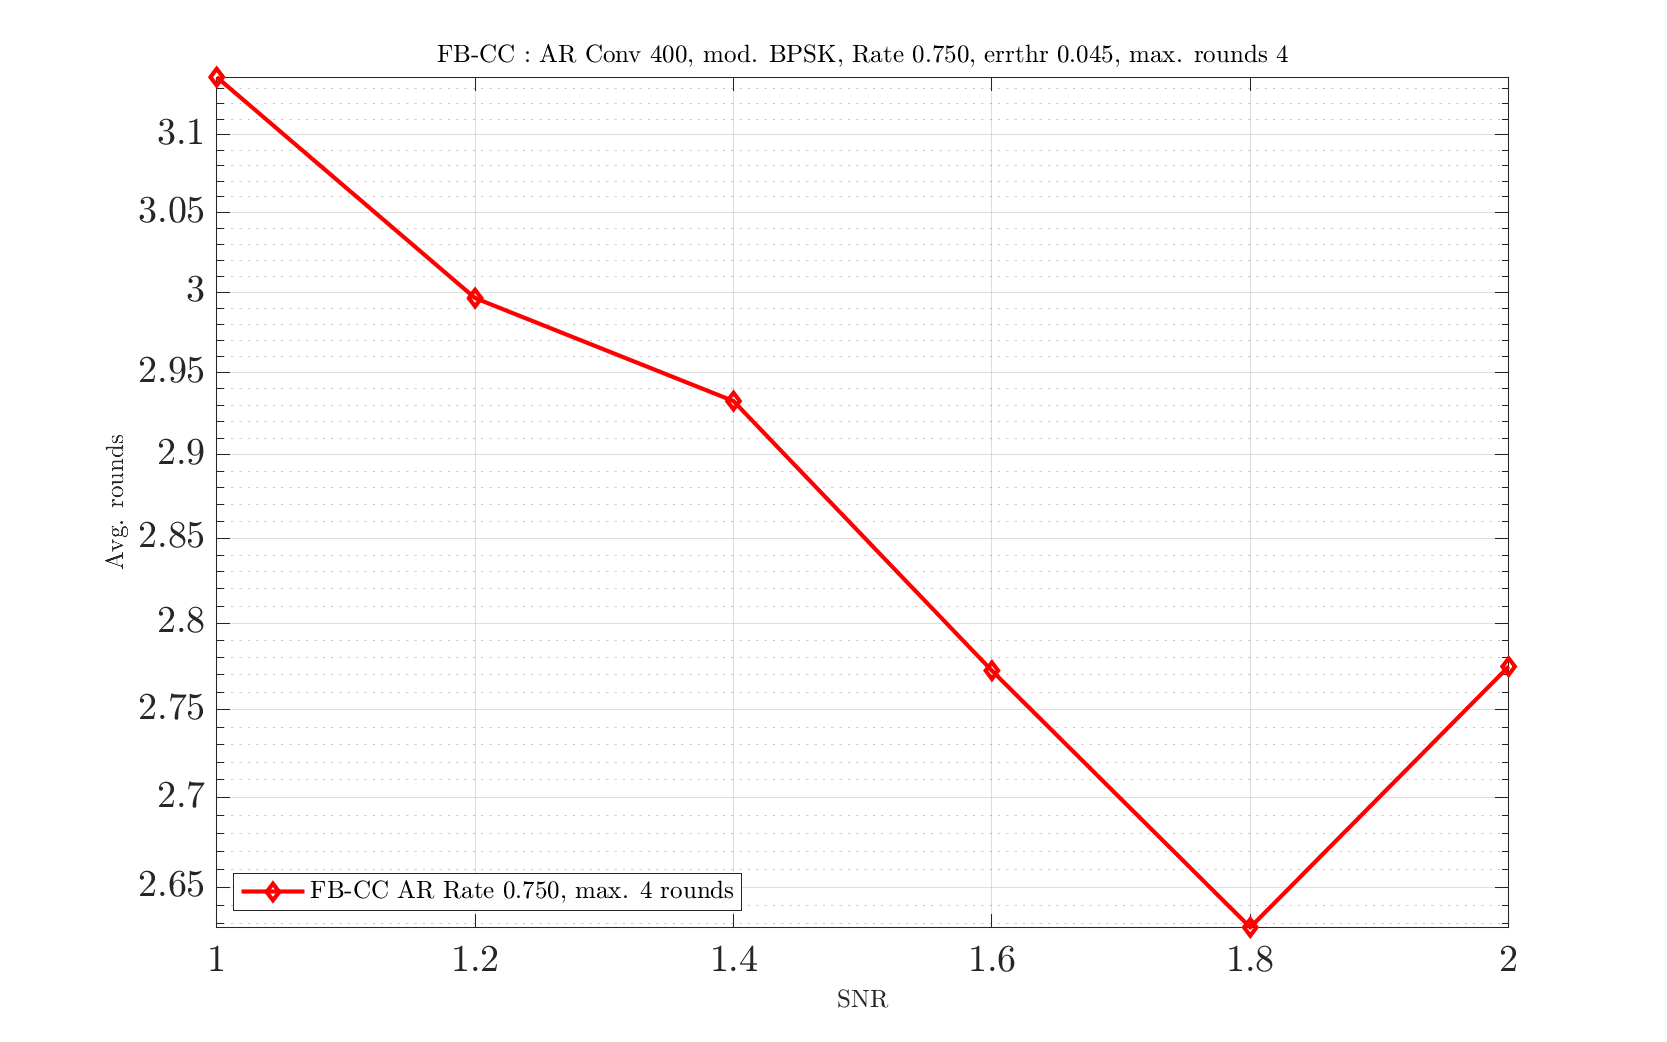 FB-CC : AR Conv 400, mod. BPSK, Rate 0.750, errthr 0.045, max. rounds 4
3.1
3.05
3
2.95
2.9
2.85
2.8
2.75
2.7
2.65
Avg. rounds
FB-CC AR Rate 0.750, max. 4 rounds
1 1.2 1.4 1.6 1.8 2
SNR